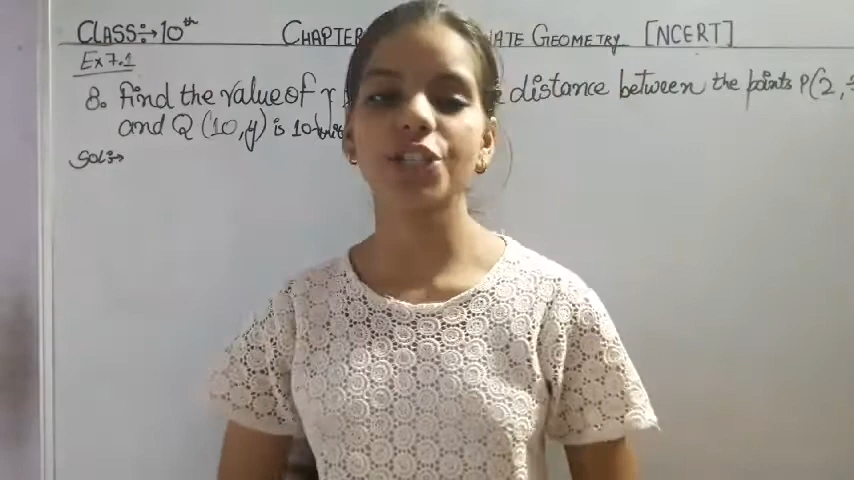 CLASS:→10th CHAPTER ATE GEOMETRY [NCERT]
Ex 7.1
8. Find the value of y distance between the points P(2,
and Q (10,y) is 10
Sol:→